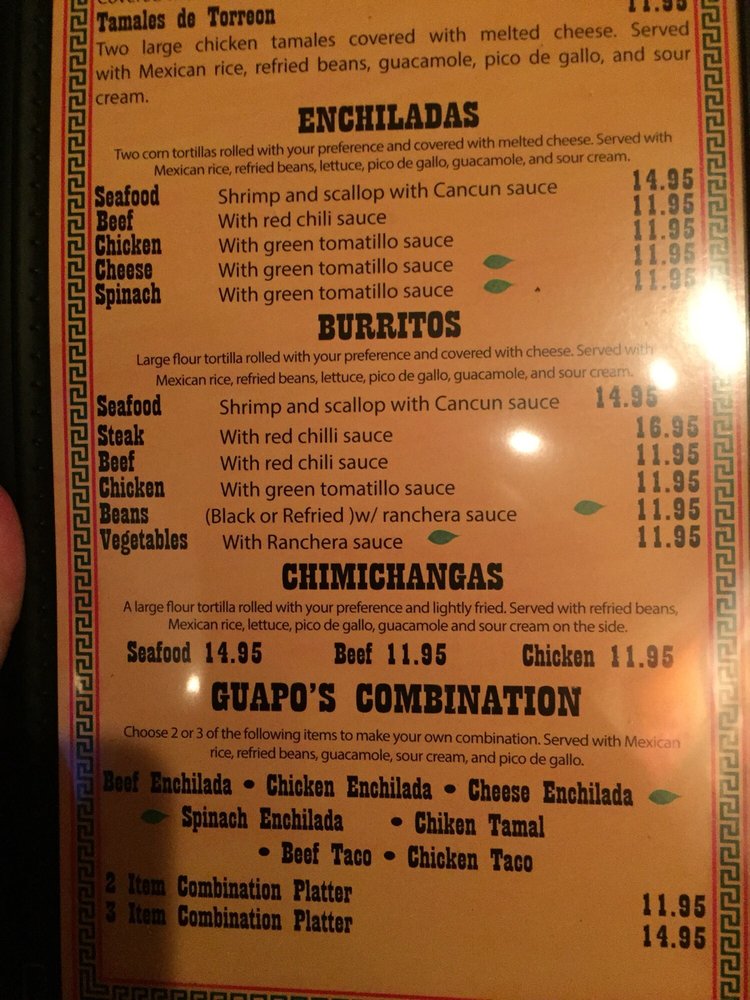 11.95
Tamales de Torreon
Two large chicken tamales covered with melted cheese. Served
with Mexican rice, refried beans, guacamole, pico de gallo, and sour
cream.
ENCHILADAS
Two corn tortillas rolled with your preference and covered with melted cheese. Served with
Mexican rice, refried beans, lettuce, pico de gallo, guacamole, and sour cream.
Seafood Shrimp and scallop with Cancun sauce 14.95
Beef With red chili sauce 11.95
Chicken With green tomatillo sauce 11.95
Cheese With green tomatillo sauce 11.95
Spinach With green tomatillo sauce 11.95
BURRITOS
Large flour tortilla rolled with your preference and covered with cheese. Served with
Mexican rice, refried beans, lettuce, pico de gallo, guacamole, and sour cream.
Seafood Shrimp and scallop with Cancun sauce 14.95
Steak With red chilli sauce 16.95
Beef With red chili sauce 11.95
Chicken With green tomatillo sauce 11.95
Beans (Black or Refried )w/ ranchera sauce 11.95
Vegetables With Ranchera sauce 11.95
CHIMICHANGAS
A large flour tortilla rolled with your preference and lightly fried. Served with refried beans,
Mexican rice, lettuce, pico de gallo, guacamole and sour cream on the side.
Seafood 14.95 Beef 11.95 Chicken 11.95
GUAPO'S COMBINATION
Choose 2 or 3 of the following items to make your own combination. Served with Mexican
rice, refried beans, guacamole, sour cream, and pico de gallo.
Beef Enchilada • Chicken Enchilada • Cheese Enchilada
Spinach Enchilada • Chiken Tamal
• Beef Taco • Chicken Taco
2 Item Combination Platter 11.95
3 Item Combination Platter 14.95